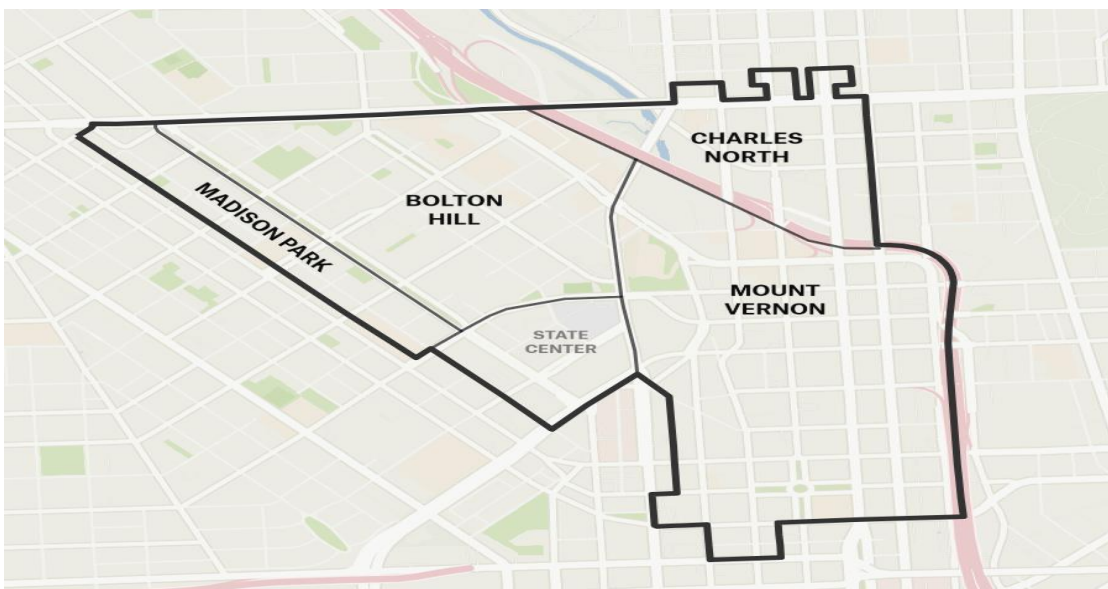 CHARLES
NORTH
MADISON PARK
BOLTON
HILL
MOUNT
VERNON
STATE
CENTER